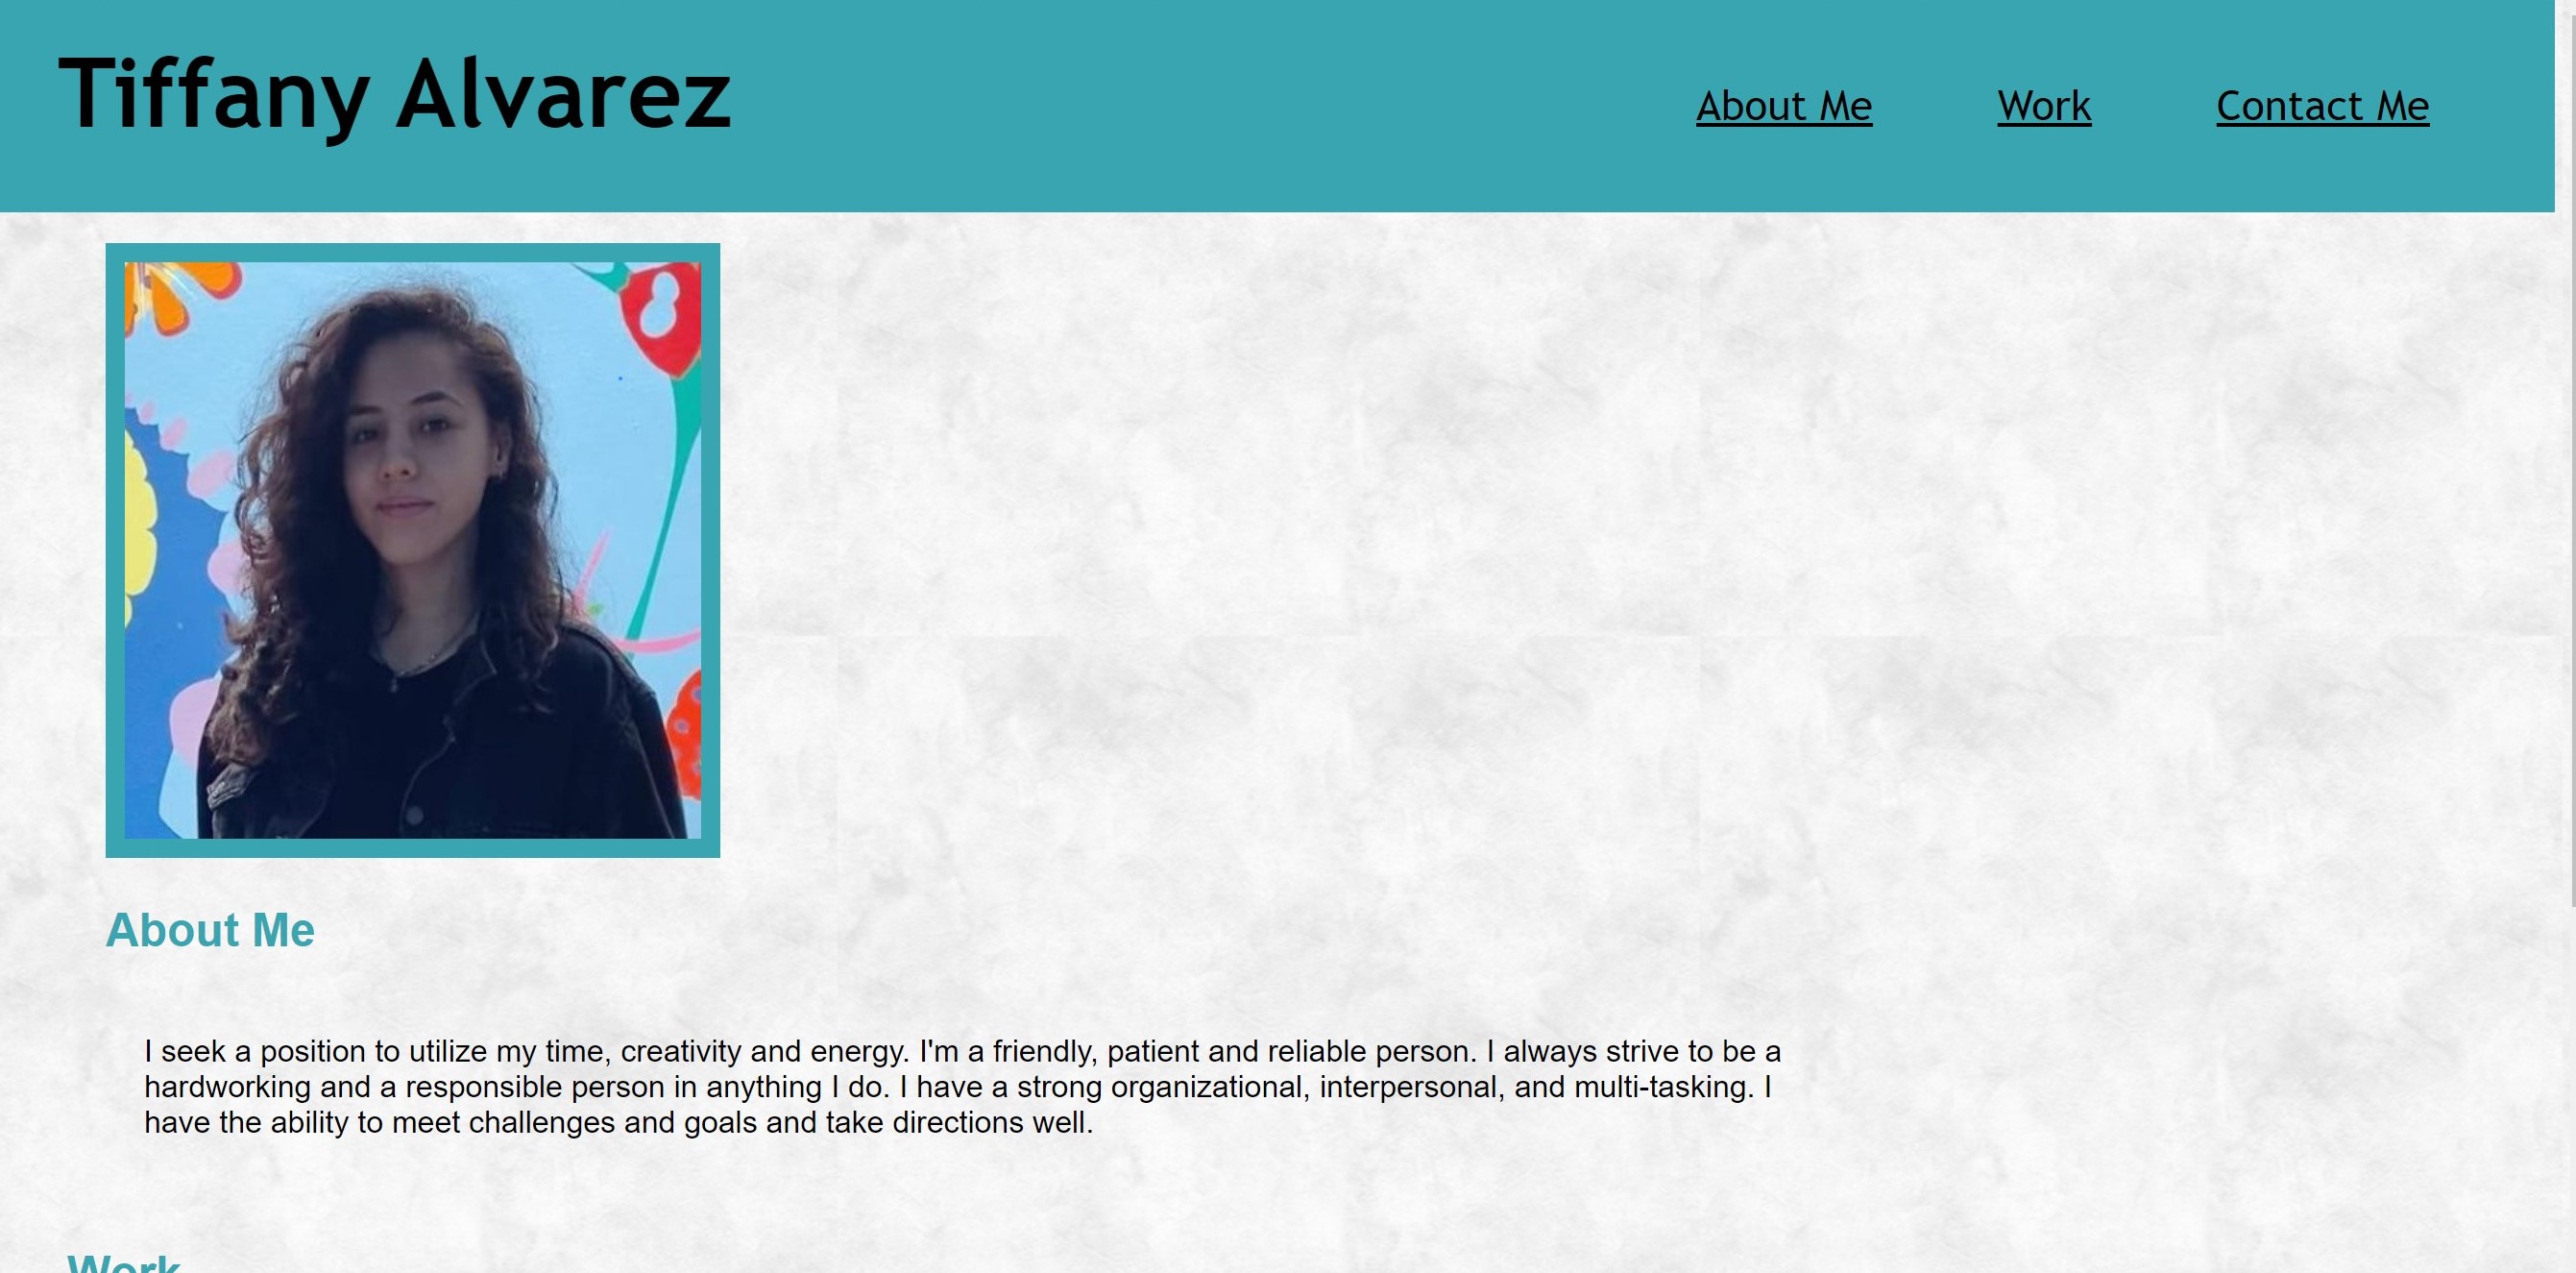 Tiffany Alvarez
About Me
Work
Contact Me
About Me
I seek a position to utilize my time, creativity and energy. I'm a friendly, patient and reliable person. I always strive to be a
hardworking and a responsible person in anything I do. I have a strong organizational, interpersonal, and multi-tasking. I
have the ability to meet challenges and goals and take directions well.
Work